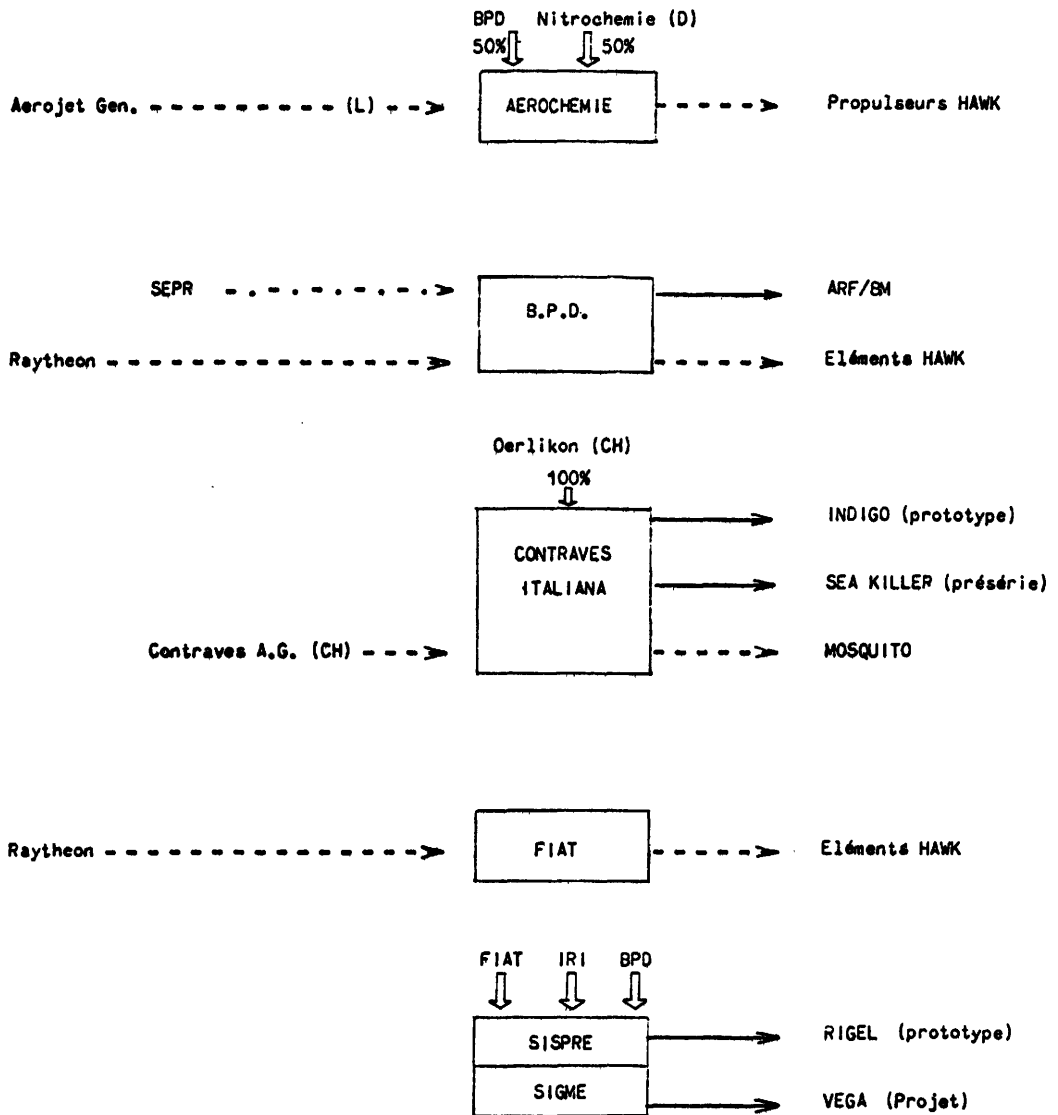 BPD Nitrochemie (D)
50% 50%
Aerojet Gen. (L) AEROCHEMIE Propulseurs HAWK
SEPR B.P.D. ARF/8M
Raytheon Eléments HAWK
Oerlikon (CH)
100%
INDIGO (prototype)
CONTRAVES
ITALIANA SEA KILLER (présérie)
Contraves A.G. (CH) MOSQUITO
Raytheon FIAT Eléments HAWK
FIAT IRI BPD
SISPRE RIGEL (prototype)
SIGME VEGA (Projet)